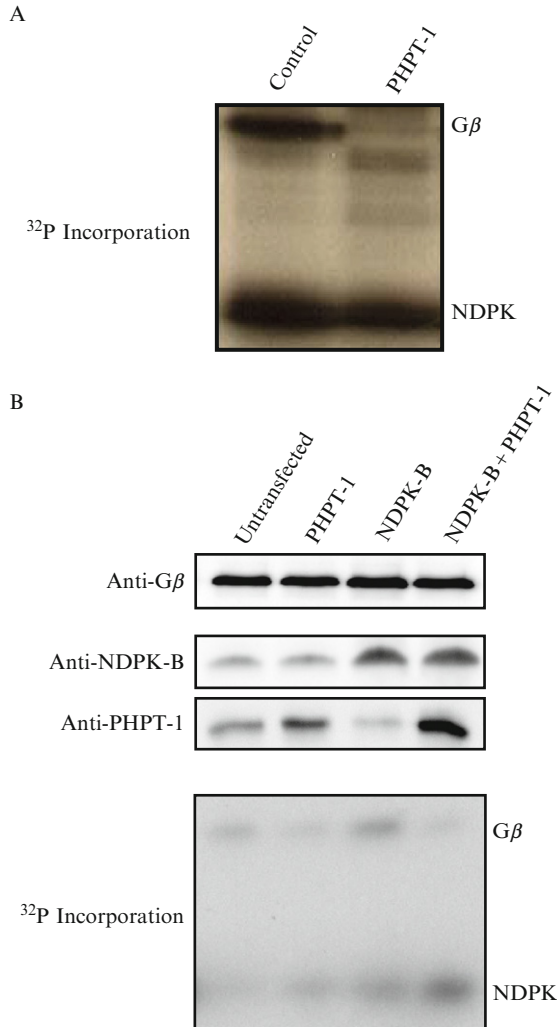 A
Control
PHPT-1
Gβ
³²P Incorporation
NDPK
B
Untransfected
PHPT-1
NDPK-B
NDPK-B + PHPT-1
Anti-Gβ
Anti-NDPK-B
Anti-PHPT-1
Gβ
³²P Incorporation
NDPK